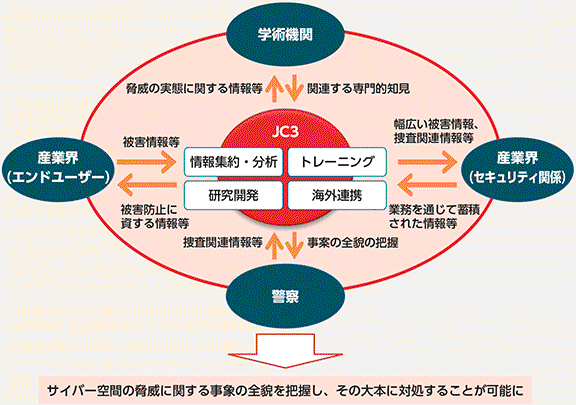 学術機関
脅威の実態に関する情報等
関連する専門的知見
JC3
被害情報等
幅広い被害情報、
捜査関連情報等
産業界
(エンドユーザー)
情報集約・分析
トレーニング
産業界
(セキュリティ関係)
研究開発
海外連携
被害防止に
資する情報等
業務を通じて蓄積
された情報等
捜査関連情報等
事案の全貌の把握
警察
サイバー空間の脅威に関する事象の全貌を把握し、その大本に対処することが可能に